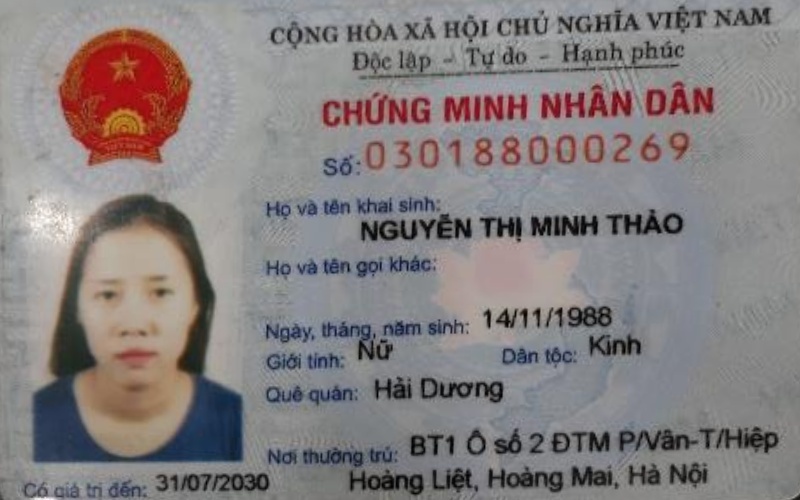 CỘNG HÒA XÃ HỘI CHỦ NGHĨA VIỆT NAM
Độc lập - Tự do - Hạnh phúc
CHỨNG MINH NHÂN DÂN
Số: 030188000269
Họ và tên khai sinh:
NGUYỄN THỊ MINH THẢO
Họ và tên gọi khác:
Ngày, tháng, năm sinh: 14/11/1988
Giới tính: Nữ Dân tộc: Kinh
Quê quán: Hải Dương
Nơi thường trú: BT1 Ô số 2 ĐTM P/Vân-T/Hiệp
Hoàng Liệt, Hoàng Mai, Hà Nội
Có giá trị đến: 31/07/2030